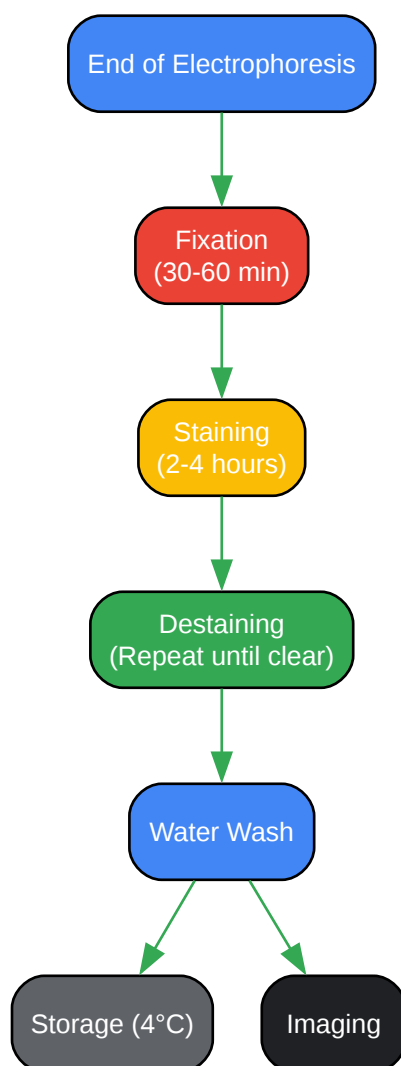 End of Electrophoresis
Fixation
(30-60 min)
Staining
(2-4 hours)
Destaining
(Repeat until clear)
Water Wash
Storage (4°C)
Imaging